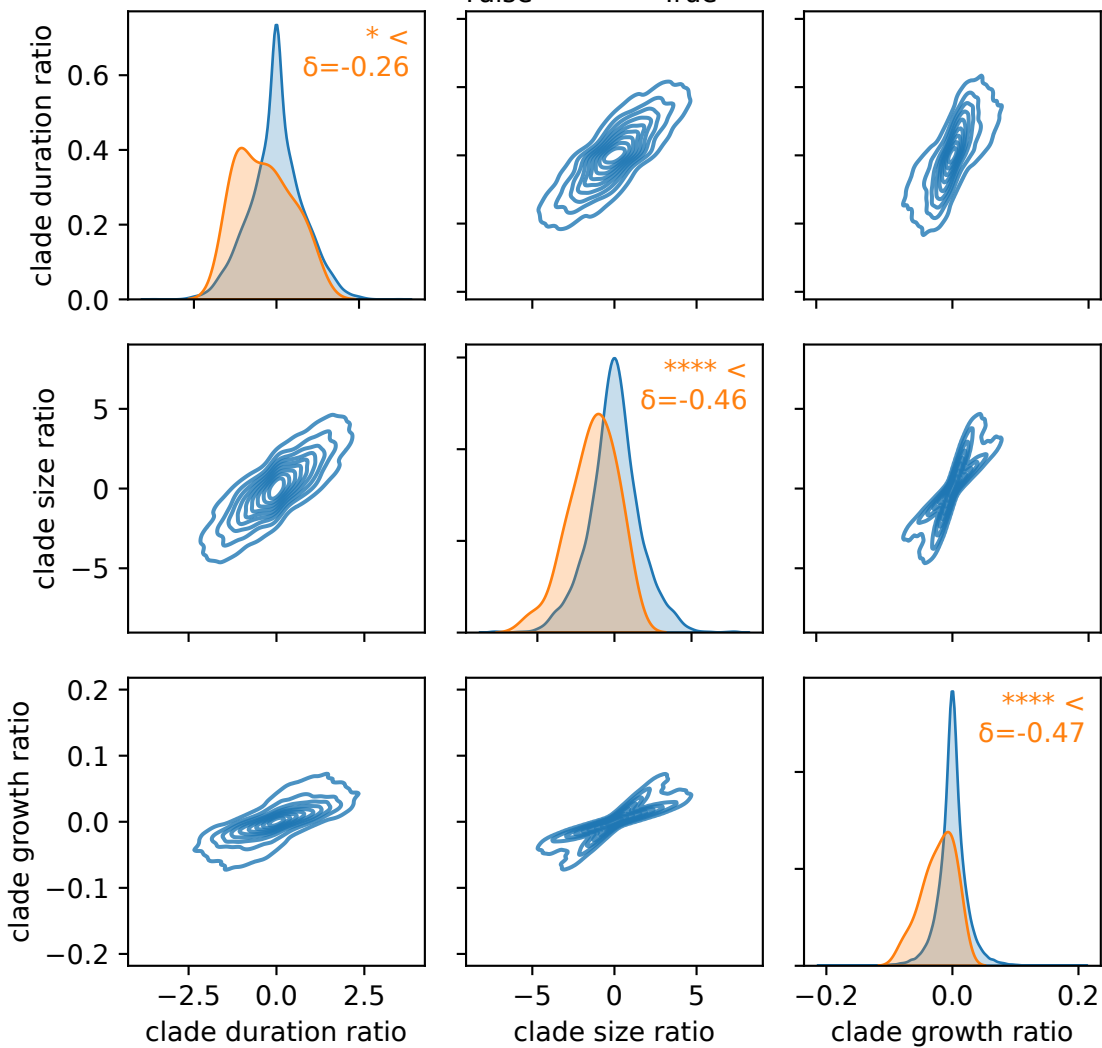 clade duration ratio
0.6
0.4
0.2
0.0
* <
δ=-0.26
clade size ratio
5
0
−5
**** <
δ=-0.46
clade growth ratio
0.2
0.1
0.0
−0.1
−0.2
**** <
δ=-0.47
−2.5 0.0 2.5
−5 0 5
−0.2 0.0 0.2
clade duration ratio
clade size ratio
clade growth ratio